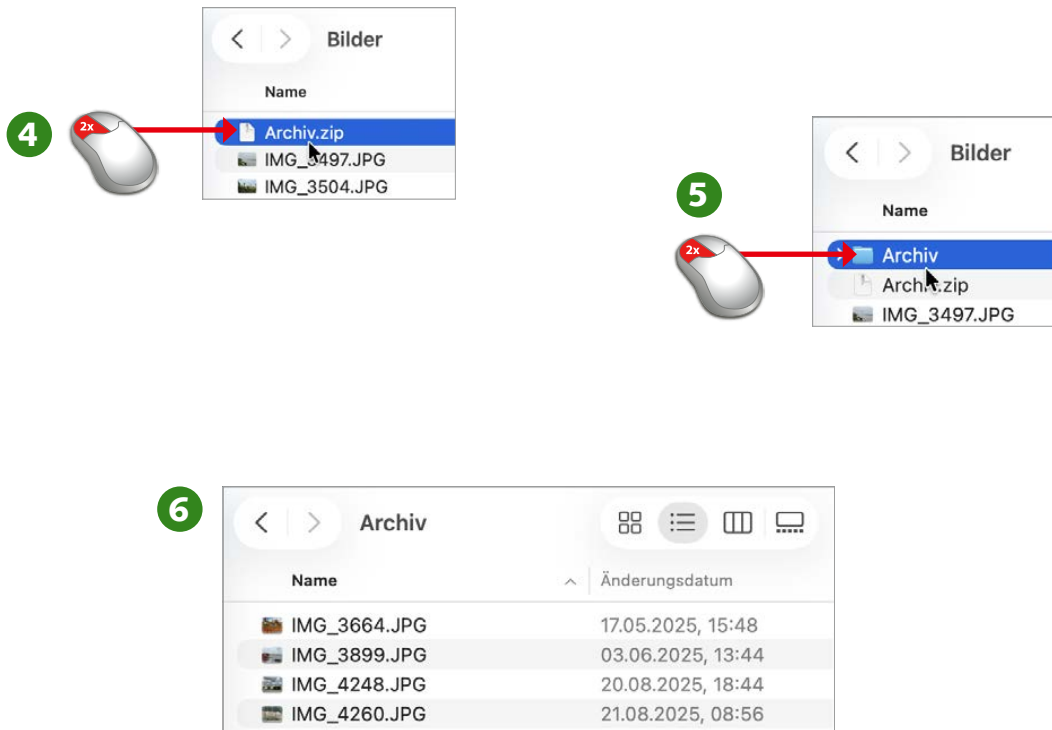 Bilder
Name
4
2x
Archiv.zip
IMG_3497.JPG
IMG_3504.JPG
Bilder
5
Name
2x
Archiv
Archiv.zip
IMG_3497.JPG
6
Archiv
Name Änderungsdatum
IMG_3664.JPG 17.05.2025, 15:48
IMG_3899.JPG 03.06.2025, 13:44
IMG_4248.JPG 20.08.2025, 18:44
IMG_4260.JPG 21.08.2025, 08:56